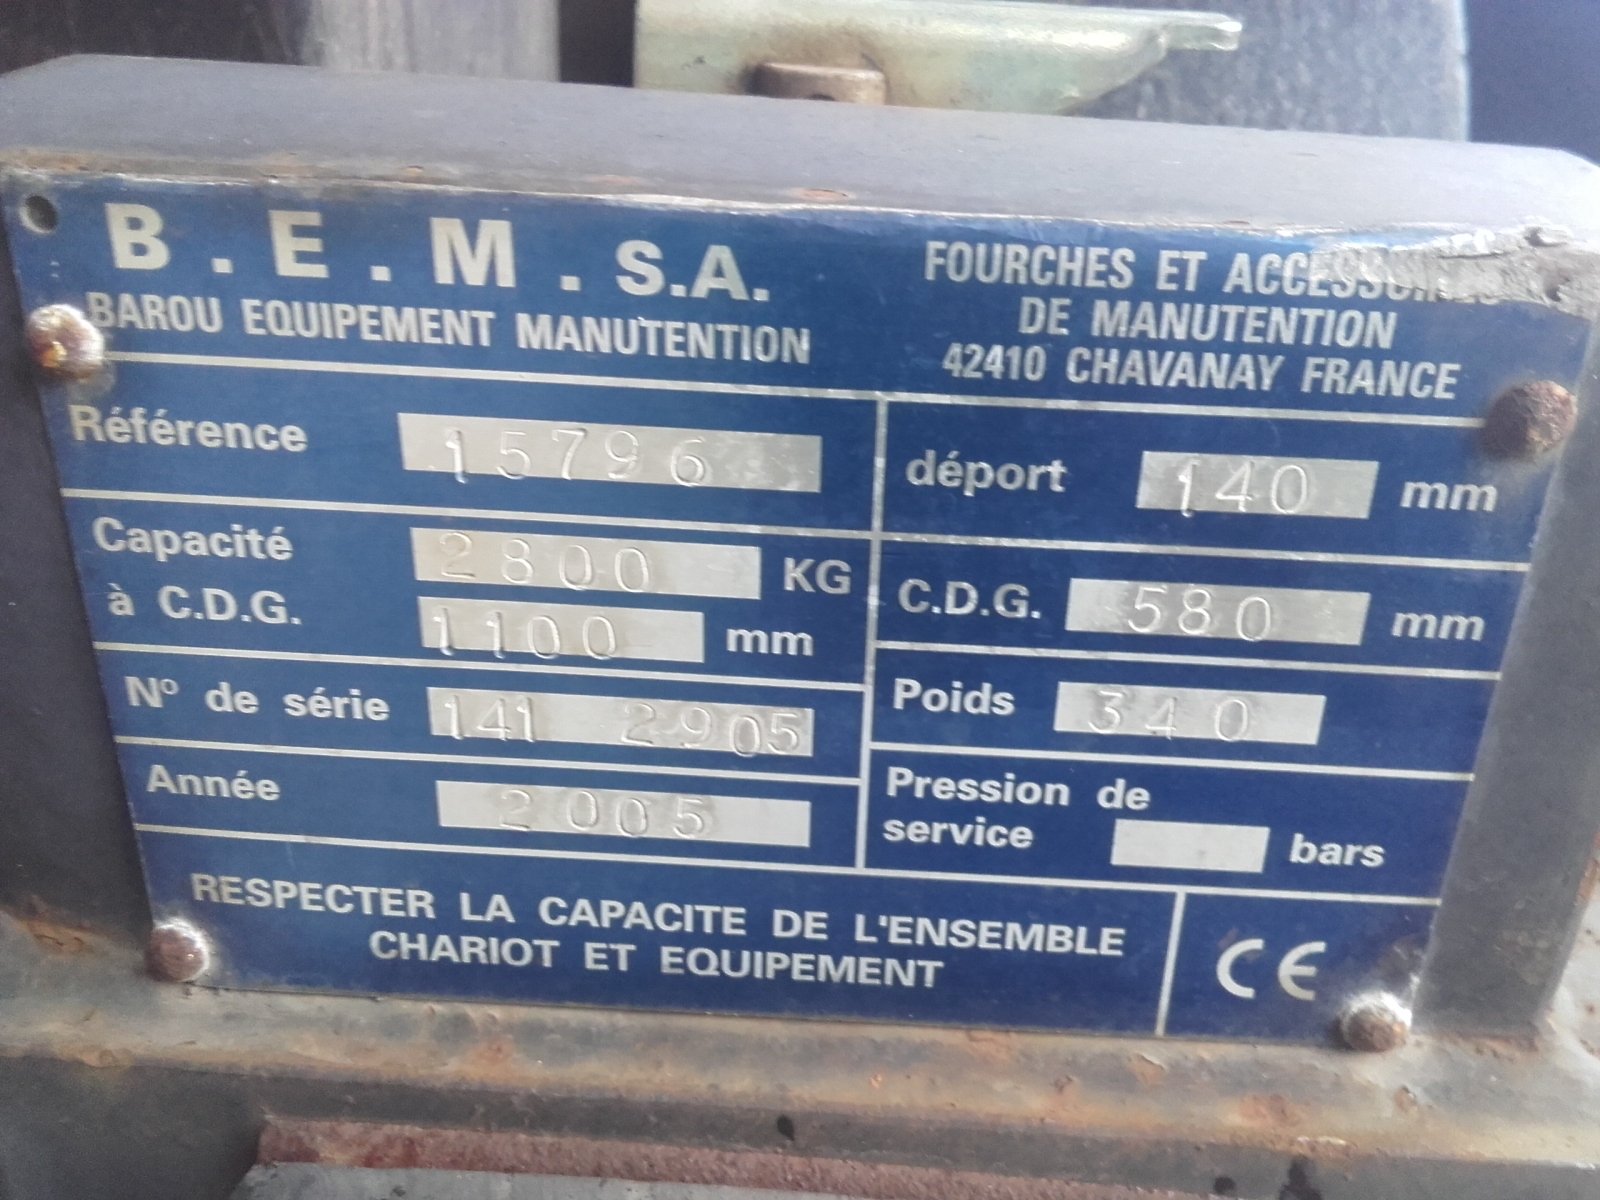 B.E.M.S.A.
BAROU EQUIPEMENT MANUTENTION
FOURCHES ET ACCESSOIRES
DE MANUTENTION
42410 CHAVANAY FRANCE
Référence 15796
Capacité 2800 KG
à C.D.G. 1100 mm
N° de série 141 2905
Année 2005
déport 140 mm
C.D.G. 580 mm
Poids 340
Pression de
service bars
RESPECTER LA CAPACITE DE L'ENSEMBLE
CHARIOT ET EQUIPEMENT
CE